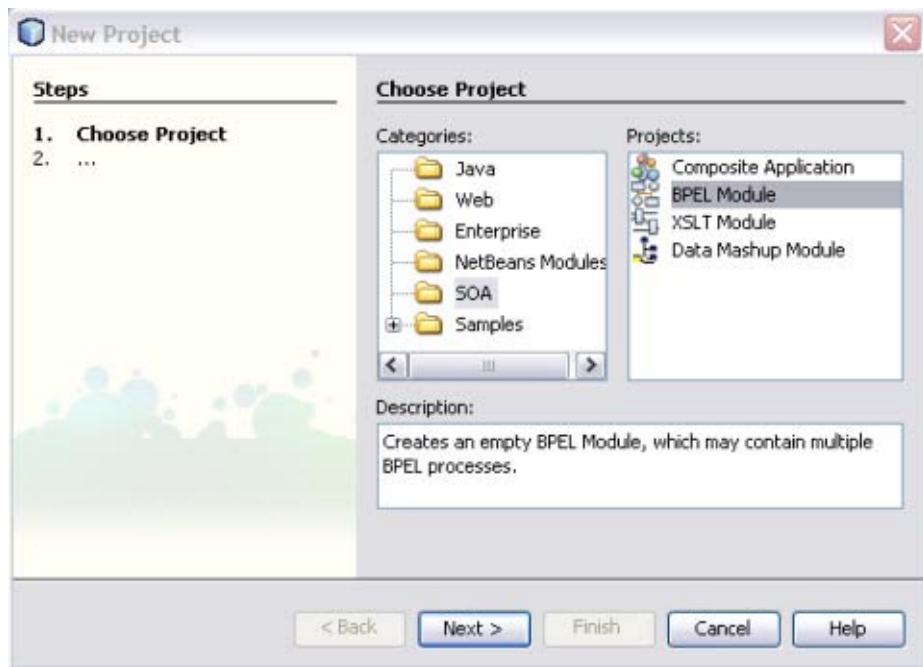 New Project
Steps
1. Choose Project
2. ...
Choose Project
Categories:
Java
Web
Enterprise
NetBeans Modules
SOA
Samples
Projects:
Composite Application
BPEL Module
XSLT Module
Data Mashup Module
Description:
Creates an empty BPEL Module, which may contain multiple
BPEL processes.
< Back
Next >
Finish
Cancel
Help